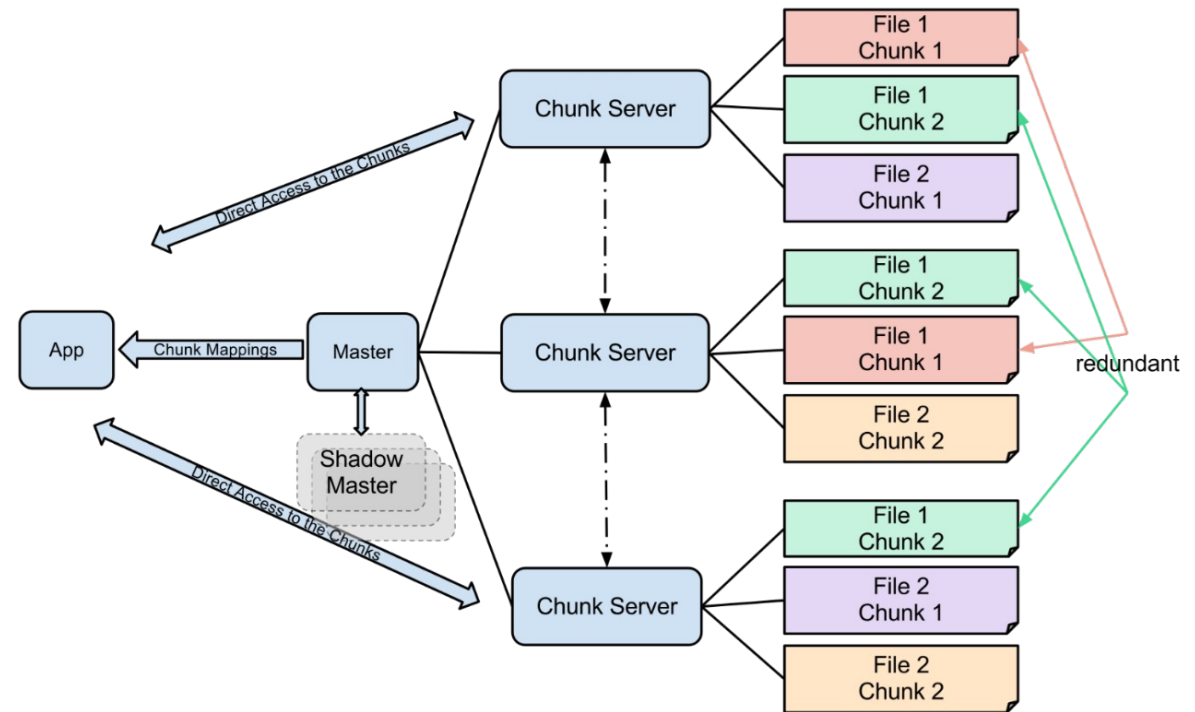 File 1
Chunk 1
Chunk Server
File 1
Chunk 2
File 2
Chunk 1
Direct Access to the Chunks
File 1
Chunk 2
App
Chunk Mappings
Master
Chunk Server
File 1
Chunk 1
redundant
File 2
Chunk 2
Shadow
Master
Direct Access to the Chunks
File 1
Chunk 2
Chunk Server
File 2
Chunk 1
File 2
Chunk 2